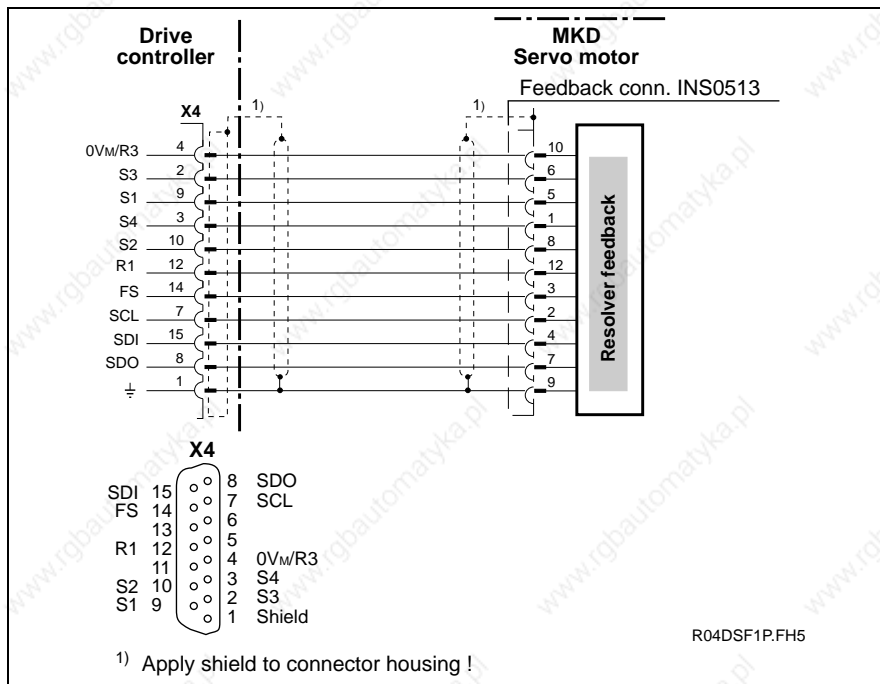 Drive
controller
MKD
Servo motor
Feedback conn. INS0513
X4
1)
1)
0VM/R3 4 10
S3 2 6
S1 9 5
S4 3 1
S2 10 8
R1 12 12
FS 14 3
SCL 7 2
SDI 15 4
SDO 8 7
1 9
Resolver feedback
X4
8 SDO
SDI 15
7 SCL
FS 14
6
13
5
R1 12
4 0VM/R3
11
3 S4
S2 10
2 S3
S1 9
1 Shield
R04DSF1P.FH5
1) Apply shield to connector housing !
www.rgbautomatyka.pl